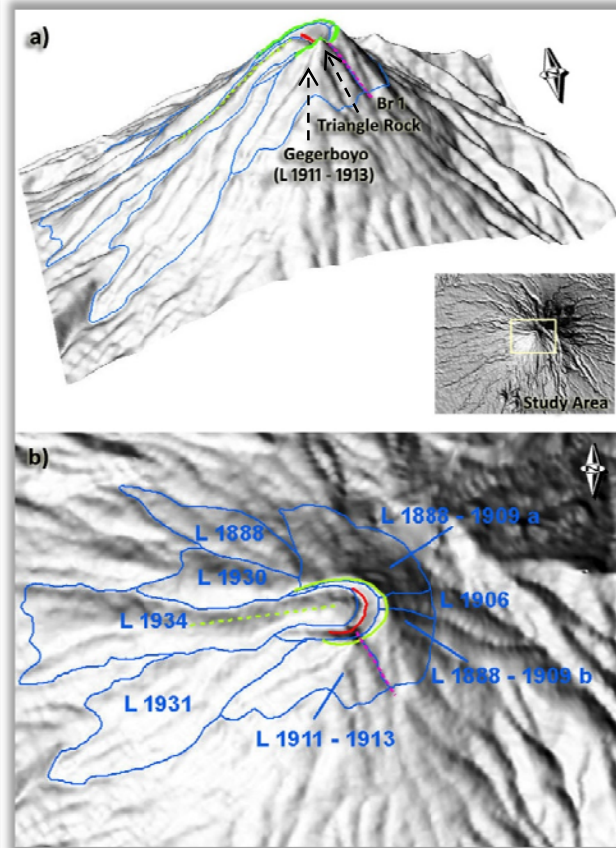 a)
Br 1
Triangle Rock
Gegerboyo
(L 1911 - 1913)
Study Area
b)
N
L 1888
L 1888 - 1909 a
L 1930
L 1906
L 1934
L 1888 - 1909 b
L 1931
L 1911 - 1913